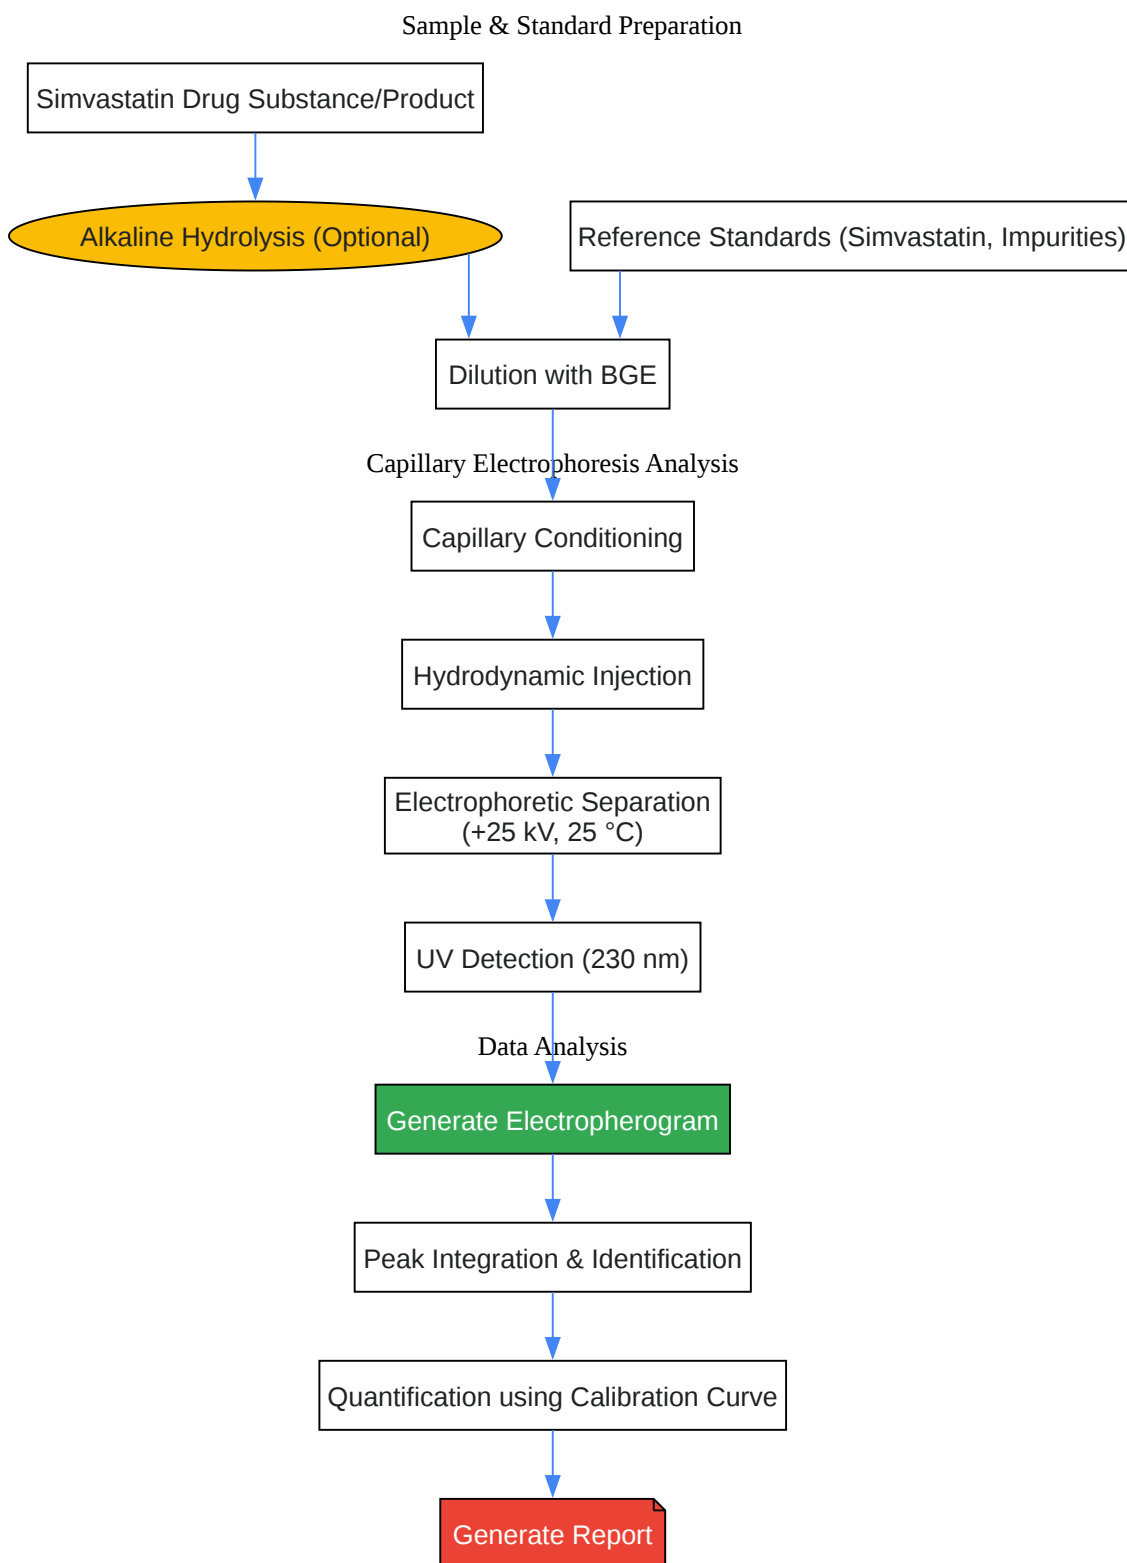 Sample & Standard Preparation
Simvastatin Drug Substance/Product
Alkaline Hydrolysis (Optional)
Reference Standards (Simvastatin, Impurities)
Dilution with BGE
Capillary Electrophoresis Analysis
Capillary Conditioning
Hydrodynamic Injection
Electrophoretic Separation
(+25 kV, 25 °C)
UV Detection (230 nm)
Data Analysis
Generate Electropherogram
Peak Integration & Identification
Quantification using Calibration Curve
Generate Report